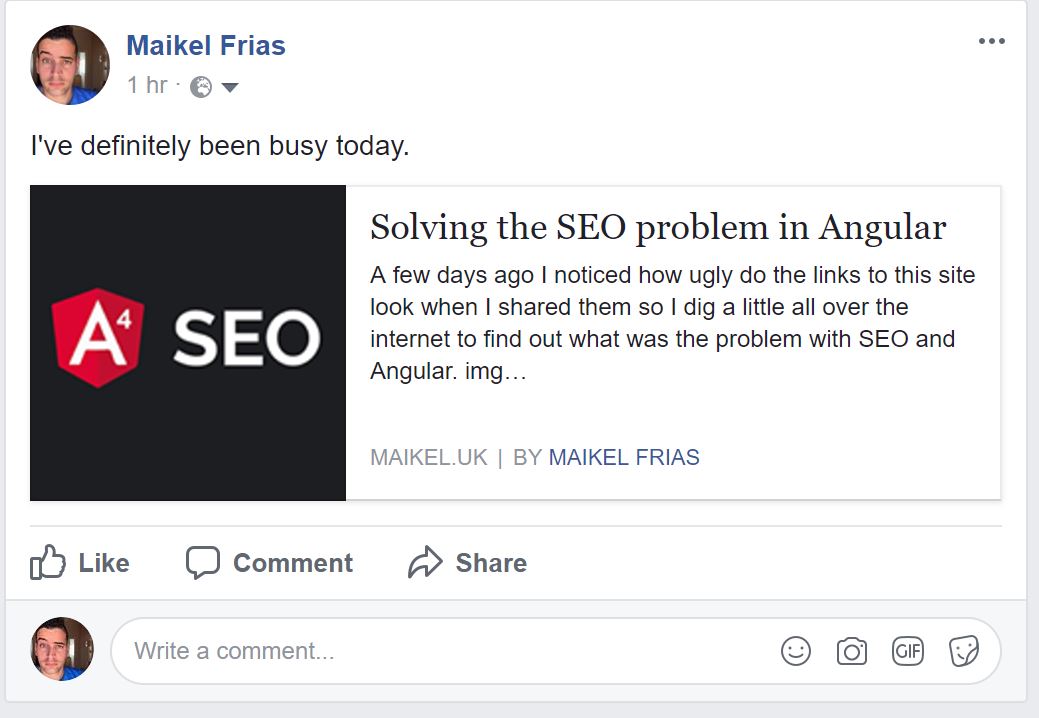 Maikel Frias
1 hr ·
I've definitely been busy today.
A4 SEO
Solving the SEO problem in Angular
A few days ago I noticed how ugly do the links to this site
look when I shared them so I dig a little all over the
internet to find out what was the problem with SEO and
Angular. img…
MAIKEL.UK | BY MAIKEL FRIAS
Like Comment Share
Write a comment...
GIF